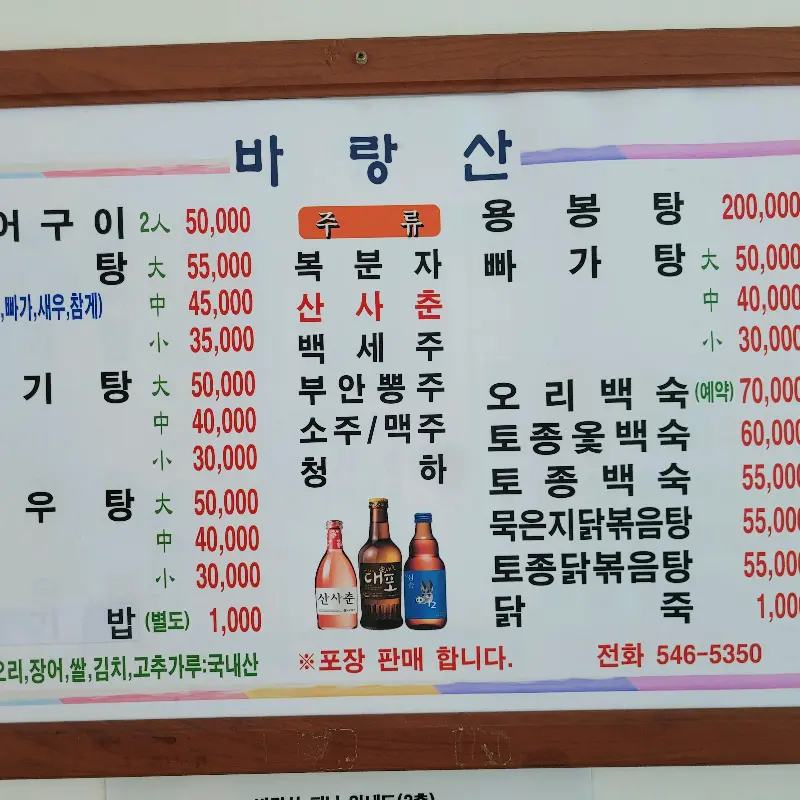 바랑산
어구이 2人 50,000
탕 大 55,000
,빠가,새우,참게) 中 45,000
小 35,000
기탕 大 50,000
中 40,000
小 30,000
우탕 大 50,000
中 40,000
小 30,000
밥 (별도) 1,000
오리,장어,쌀,김치,고추가루:국내산
주류
복분자
산사춘
백세주
부안뽕주
소주/맥주
청하
산사춘
대포
※포장 판매 합니다.
용봉탕 200,000
빠가탕 大 50,000
中 40,000
小 30,000
오리백숙 (예약) 70,000
토종옻백숙 60,000
토종백숙 55,000
묵은지닭볶음탕 55,000
토종닭볶음탕 55,000
닭죽 1,000
전화 546-5350